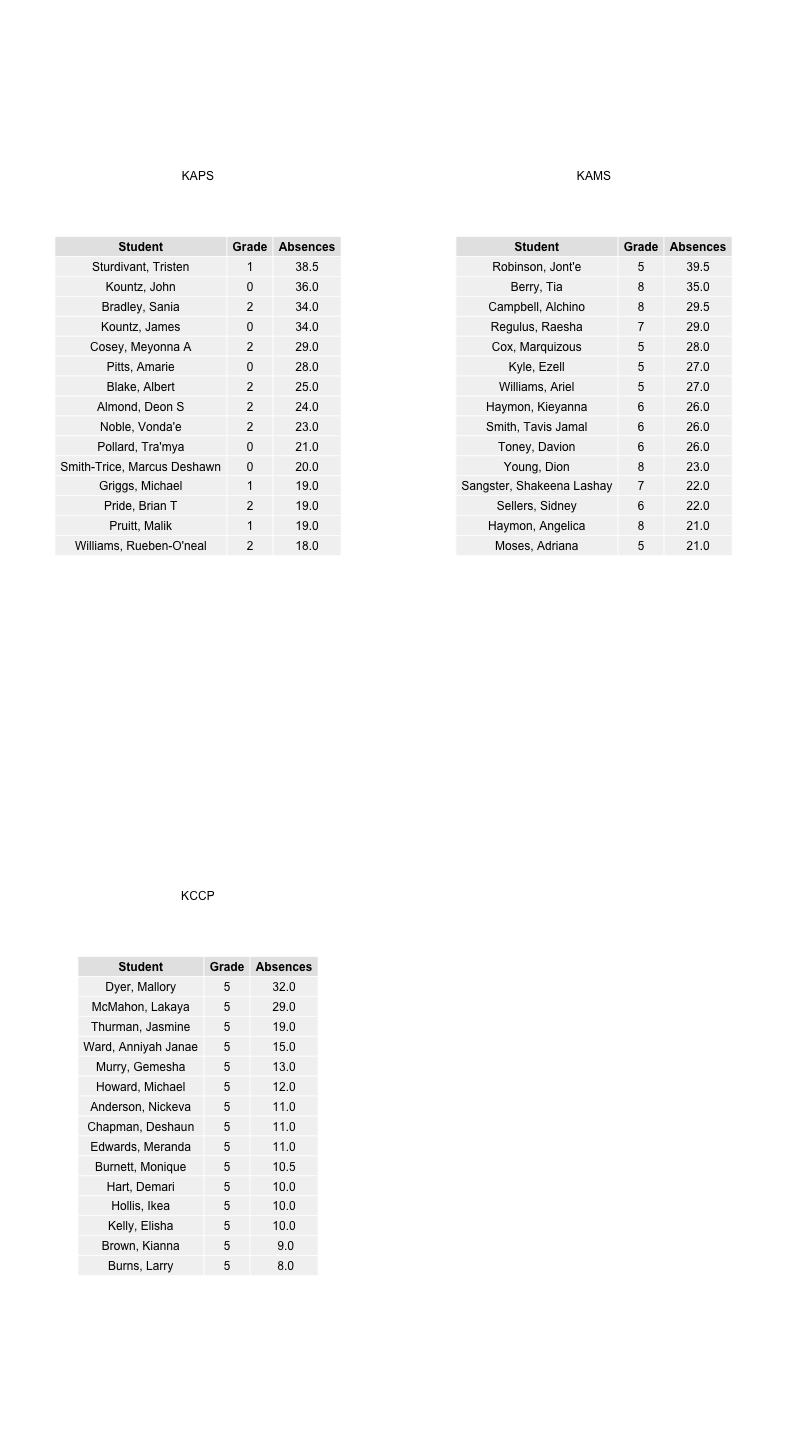 KAPS
Student Grade Absences
Sturdivant, Tristen 1 38.5
Kountz, John 0 36.0
Bradley, Sania 2 34.0
Kountz, James 0 34.0
Cosey, Meyonna A 2 29.0
Pitts, Amarie 0 28.0
Blake, Albert 2 25.0
Almond, Deon S 2 24.0
Noble, Vonda'e 2 23.0
Pollard, Tra'mya 0 21.0
Smith-Trice, Marcus Deshawn 0 20.0
Griggs, Michael 1 19.0
Pride, Brian T 2 19.0
Pruitt, Malik 1 19.0
Williams, Rueben-O'neal 2 18.0
KAMS
Student Grade Absences
Robinson, Jont'e 5 39.5
Berry, Tia 8 35.0
Campbell, Alchino 8 29.5
Regulus, Raesha 7 29.0
Cox, Marquizous 5 28.0
Kyle, Ezell 5 27.0
Williams, Ariel 5 27.0
Haymon, Kieyanna 6 26.0
Smith, Tavis Jamal 6 26.0
Toney, Davion 6 26.0
Young, Dion 8 23.0
Sangster, Shakeena Lashay 7 22.0
Sellers, Sidney 6 22.0
Haymon, Angelica 8 21.0
Moses, Adriana 5 21.0
KCCP
Student Grade Absences
Dyer, Mallory 5 32.0
McMahon, Lakaya 5 29.0
Thurman, Jasmine 5 19.0
Ward, Anniyah Janae 5 15.0
Murry, Gemesha 5 13.0
Howard, Michael 5 12.0
Anderson, Nickeva 5 11.0
Chapman, Deshaun 5 11.0
Edwards, Meranda 5 11.0
Burnett, Monique 5 10.5
Hart, Demari 5 10.0
Hollis, Ikea 5 10.0
Kelly, Elisha 5 10.0
Brown, Kianna 5 9.0
Burns, Larry 5 8.0